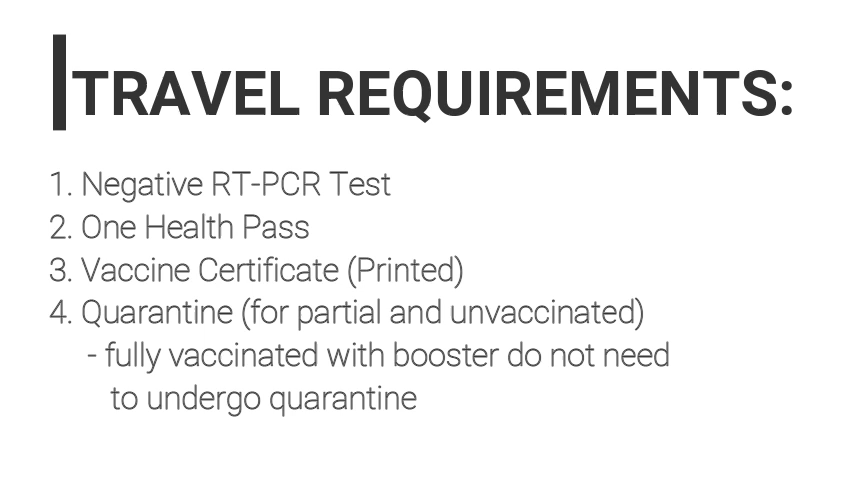 TRAVEL REQUIREMENTS:
1. Negative RT-PCR Test
2. One Health Pass
3. Vaccine Certificate (Printed)
4. Quarantine (for partial and unvaccinated)
- fully vaccinated with booster do not need
to undergo quarantine